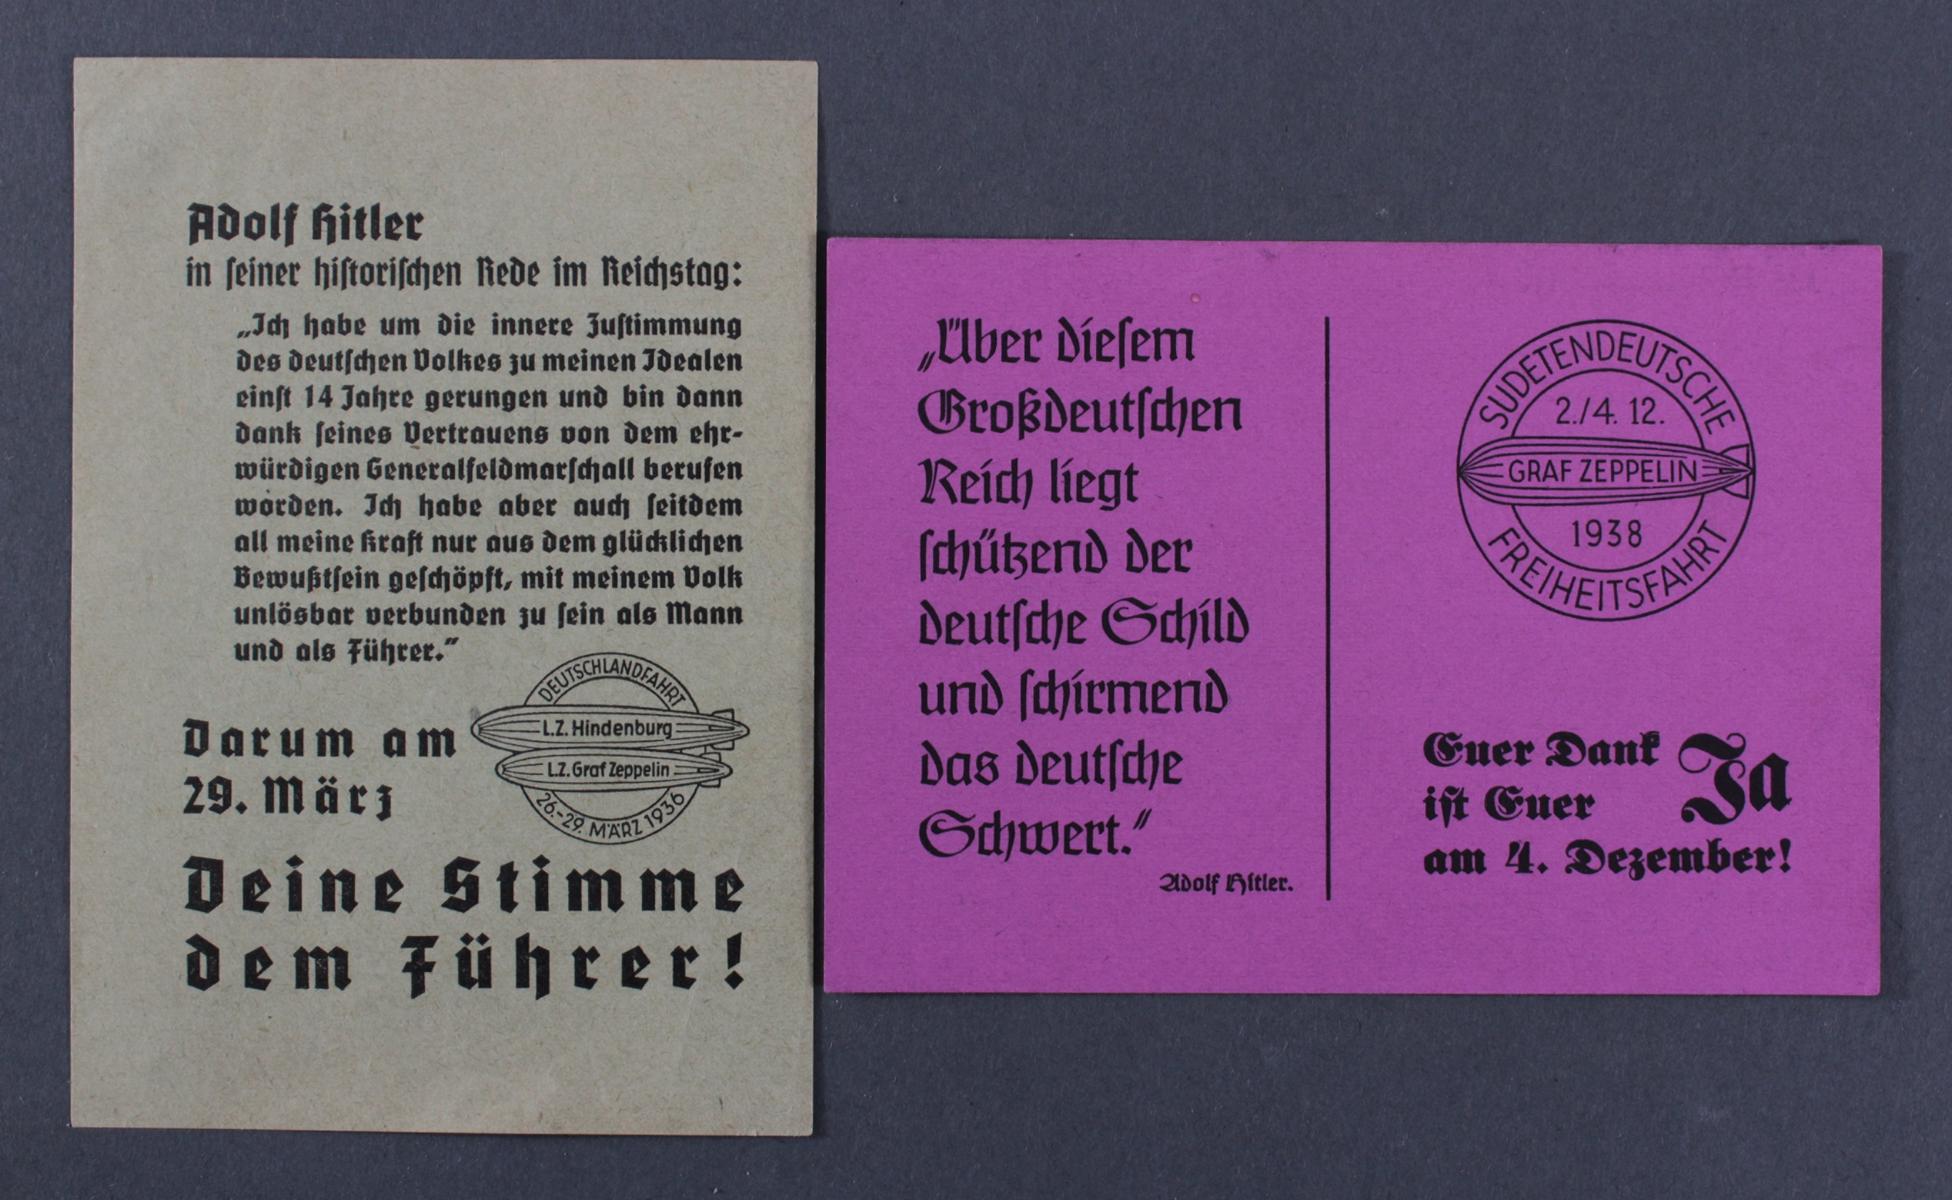 Adolf Hitler
in seiner historischen Rede im Reichstag:
„Ich habe um die innere Zustimmung
des deutschen Volkes zu meinen Idealen
einst 14 Jahre gerungen und bin dann
dank seines Vertrauens von dem ehr-
würdigen Generalfeldmarschall berufen
worden. Ich habe aber auch seitdem
all meine Kraft nur aus dem glücklichen
Bewußtsein geschöpft, mit meinem Volk
unlösbar verbunden zu sein als Mann
und als Führer.“
DEUTSCHLANDFAHRT
L.Z. Hindenburg
L.Z. Graf Zeppelin
26.-29. MÄRZ 1936
Darum am
29. März
Deine Stimme
dem Führer!
„Über diesem
Großdeutschen
Reich liegt
schützend der
deutsche Schild
und schirmend
das deutsche
Schwert.“
Adolf Hitler.
SUDETENDEUTSCHE
2./4. 12.
GRAF ZEPPELIN
1938
FREIHEITSFAHRT
Euer Dank
ist Euer Ja
am 4. Dezember!